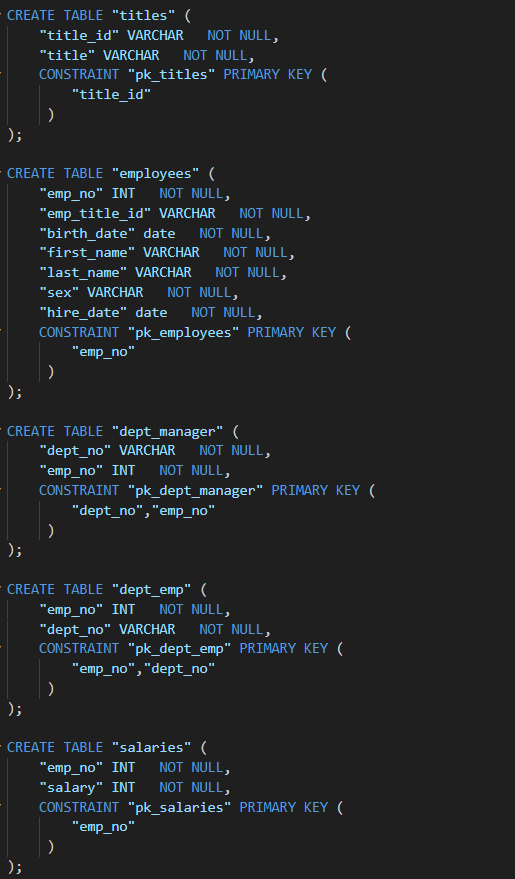 CREATE TABLE "titles" (
    "title_id" VARCHAR   NOT NULL,
    "title" VARCHAR   NOT NULL,
    CONSTRAINT "pk_titles" PRIMARY KEY (
        "title_id"
     )
);

CREATE TABLE "employees" (
    "emp_no" INT   NOT NULL,
    "emp_title_id" VARCHAR   NOT NULL,
    "birth_date" date   NOT NULL,
    "first_name" VARCHAR   NOT NULL,
    "last_name" VARCHAR   NOT NULL,
    "sex" VARCHAR   NOT NULL,
    "hire_date" date   NOT NULL,
    CONSTRAINT "pk_employees" PRIMARY KEY (
        "emp_no"
     )
);

CREATE TABLE "dept_manager" (
    "dept_no" VARCHAR   NOT NULL,
    "emp_no" INT   NOT NULL,
    CONSTRAINT "pk_dept_manager" PRIMARY KEY (
        "dept_no","emp_no"
     )
);

CREATE TABLE "dept_emp" (
    "emp_no" INT   NOT NULL,
    "dept_no" VARCHAR   NOT NULL,
    CONSTRAINT "pk_dept_emp" PRIMARY KEY (
        "emp_no","dept_no"
     )
);

CREATE TABLE "salaries" (
    "emp_no" INT   NOT NULL,
    "salary" INT   NOT NULL,
    CONSTRAINT "pk_salaries" PRIMARY KEY (
        "emp_no"
     )
);